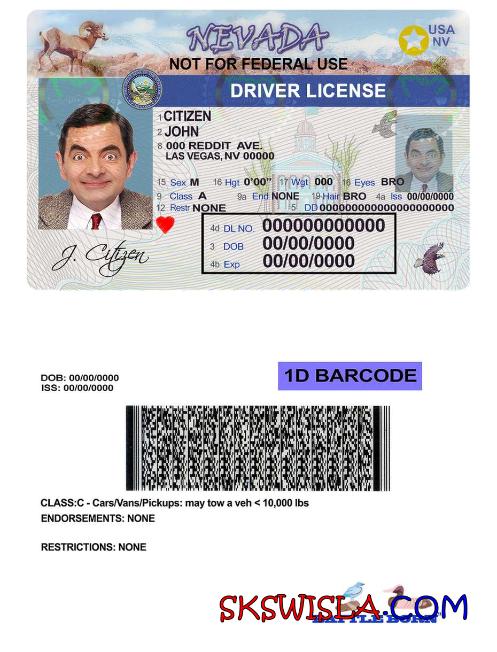 NEVADA
USA
NV
NOT FOR FEDERAL USE
DRIVER LICENSE
1 CITIZEN
2 JOHN
8 000 REDDIT AVE.
LAS VEGAS, NV 00000
15 Sex M 16 Hgt 0'00" 17 Wgt 000 16 Eyes BRO
9 Class A 9a End NONE 19 Hair BRO 4a Iss 00/00/0000
12 Restr NONE 5 DD 000000000000000000000
4d DL NO. 000000000000
3 DOB 00/00/0000
4b Exp 00/00/0000
J. Citizen
DOB: 00/00/0000
ISS: 00/00/0000
1D BARCODE
CLASS:C - Cars/Vans/Pickups: may tow a veh < 10,000 lbs
ENDORSEMENTS: NONE
RESTRICTIONS: NONE
SKSWISLA.COM
BATTLE BORN